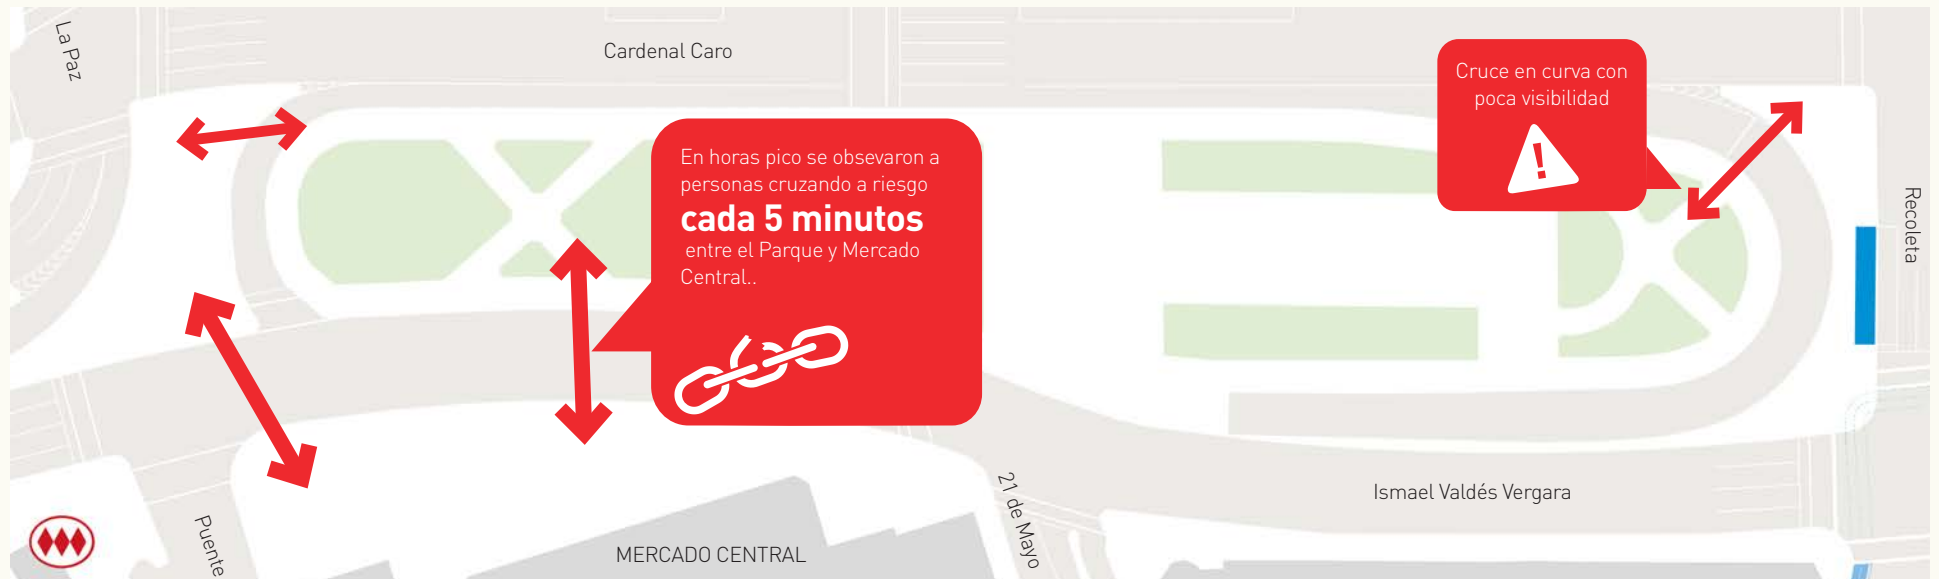 La Paz
Cardenal Caro
Cruce en curva con
poca visibilidad
!
En horas pico se obsevaron a
personas cruzando a riesgo
cada 5 minutos
entre el Parque y Mercado
Central..
Recoleta
Ismael Valdés Vergara
21 de Mayo
Puente
MERCADO CENTRAL